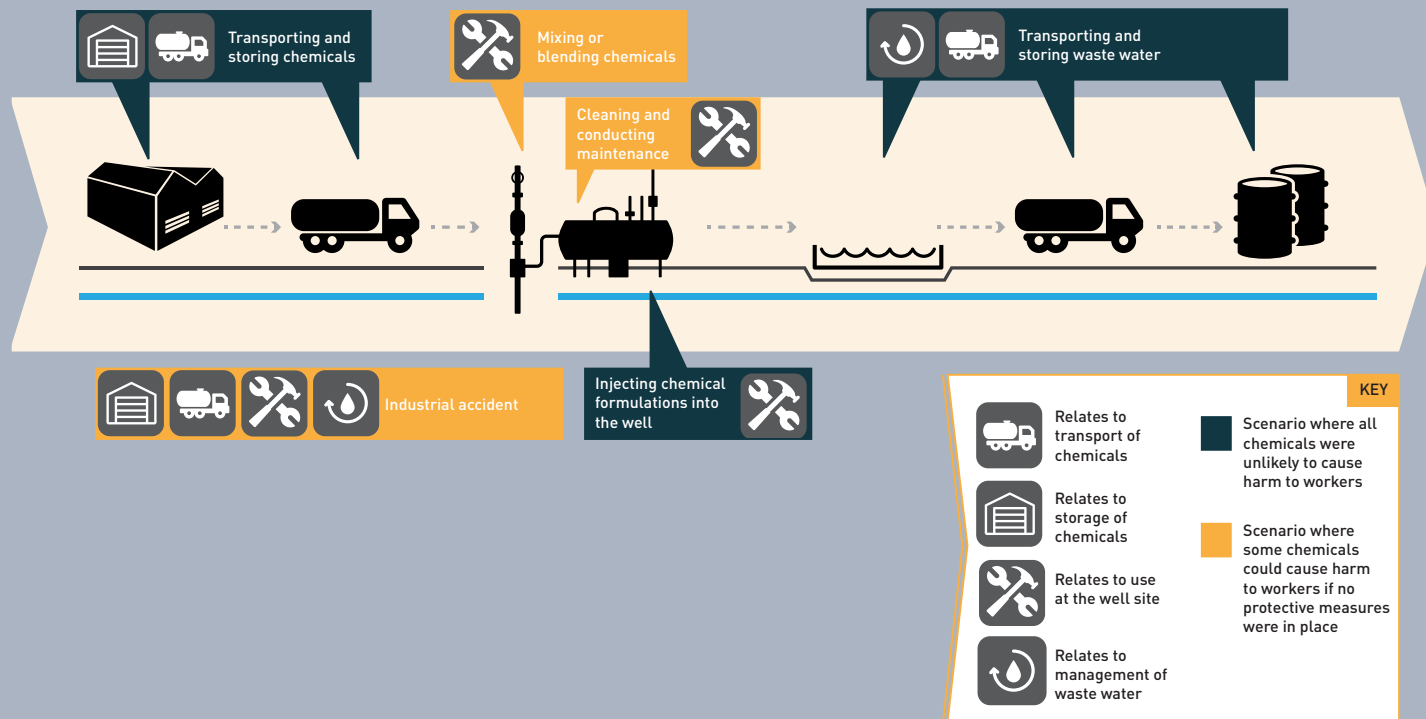 Transporting and
storing chemicals
Mixing or
blending chemicals
Transporting and
storing waste water
Cleaning and
conducting
maintenance
Industrial accident
Injecting chemical
formulations into
the well
KEY
Relates to
transport of
chemicals
Relates to
storage of
chemicals
Relates to use
at the well site
Relates to
management of
waste water
Scenario where all
chemicals were
unlikely to cause
harm to workers
Scenario where
some chemicals
could cause harm
to workers if no
protective measures
were in place